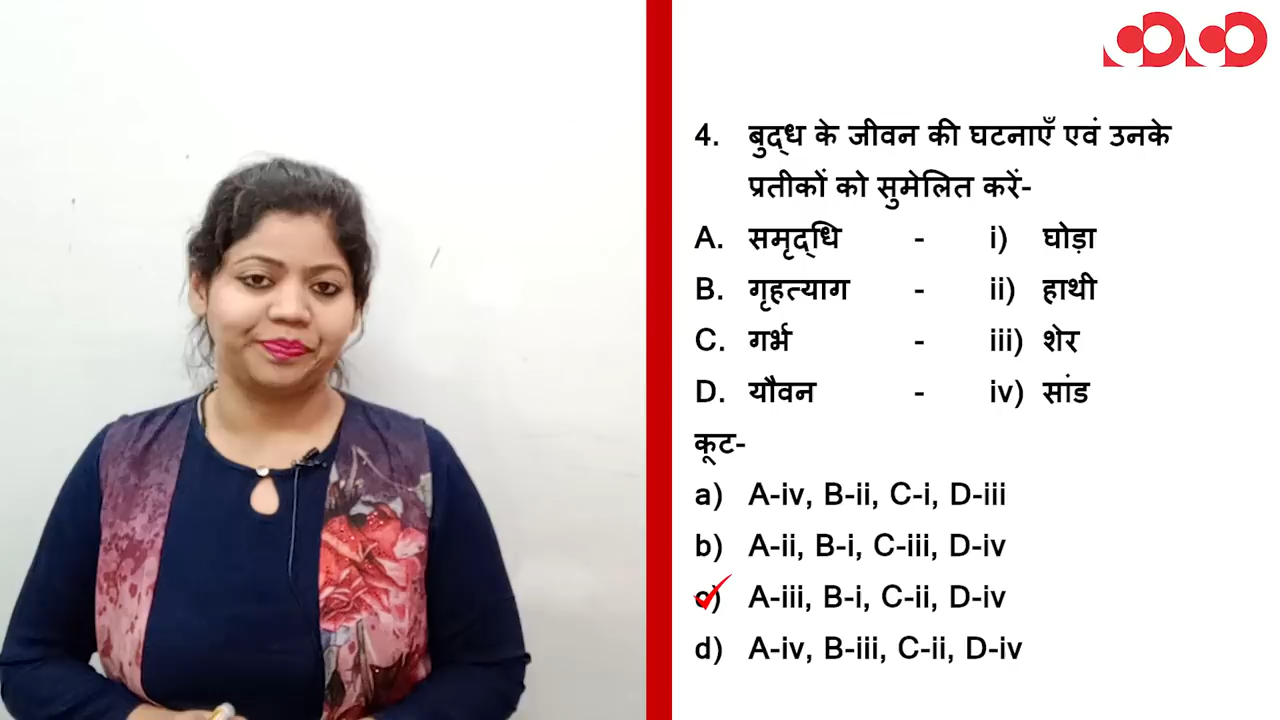 4. बुद्ध के जीवन की घटनाएँ एवं उनके
प्रतीकों को सुमेलित करें-
A. समृद्धि - i) घोड़ा
B. गृहत्याग - ii) हाथी
C. गर्भ - iii) शेर
D. यौवन - iv) सांड
कूट-
a) A-iv, B-ii, C-i, D-iii
b) A-ii, B-i, C-iii, D-iv
c) A-iii, B-i, C-ii, D-iv
d) A-iv, B-iii, C-ii, D-iv